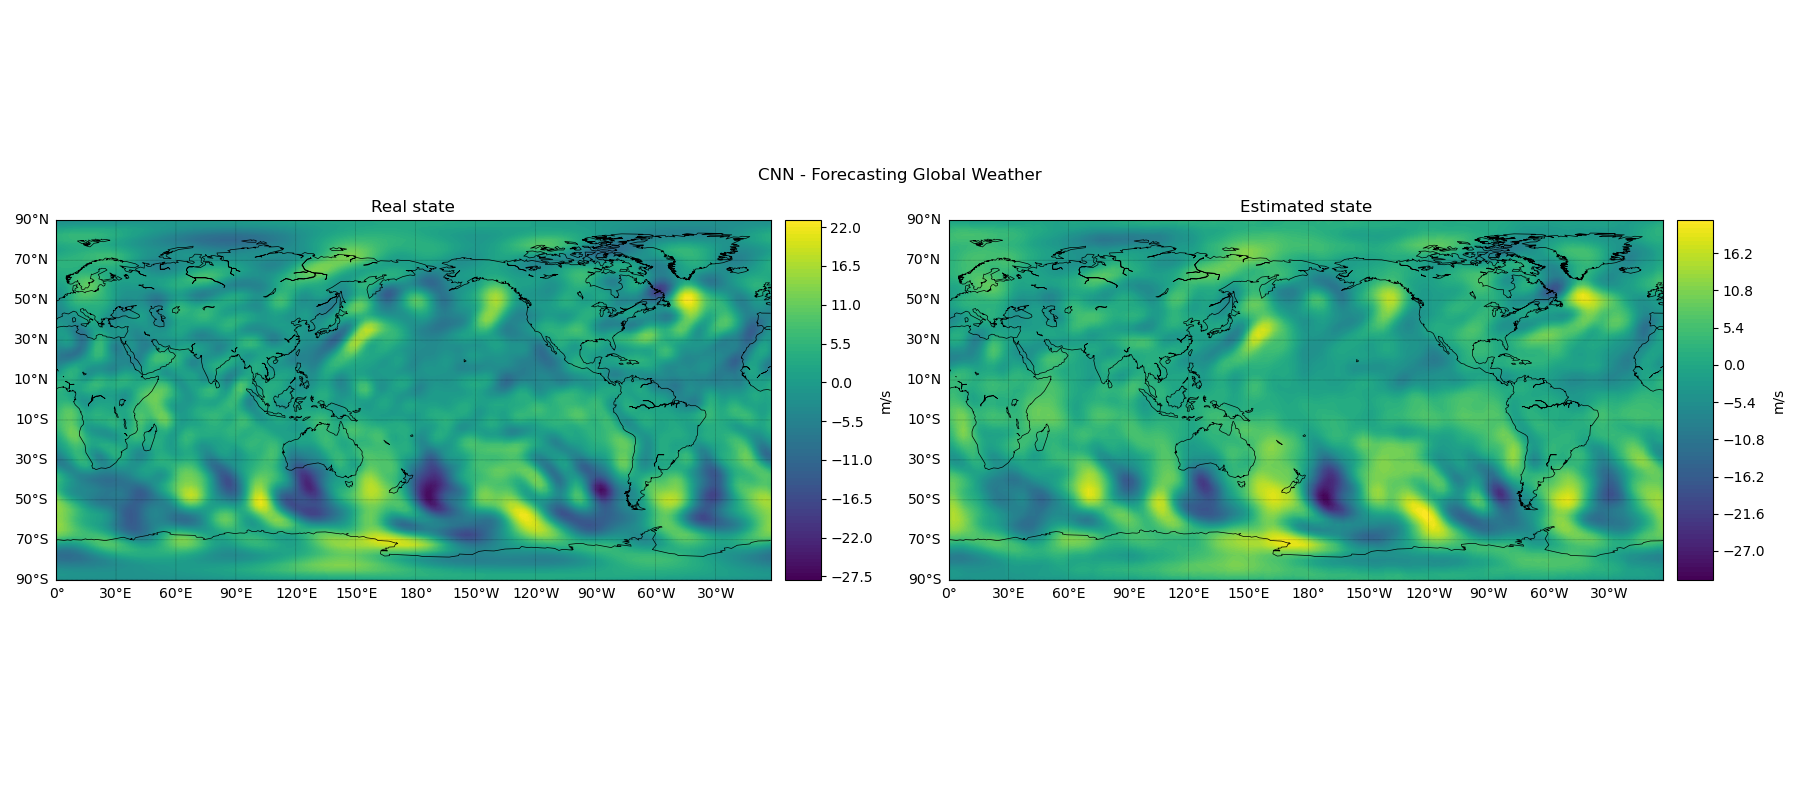 CNN - Forecasting Global Weather
Real state
90°N
70°N
50°N
30°N
10°N
10°S
30°S
50°S
70°S
90°S
0°
30°E
60°E
90°E
120°E
150°E
180°
150°W
120°W
90°W
60°W
30°W
22.0
16.5
11.0
5.5
0.0
−5.5
−11.0
−16.5
−22.0
−27.5
m/s
Estimated state
90°N
70°N
50°N
30°N
10°N
10°S
30°S
50°S
70°S
90°S
0°
30°E
60°E
90°E
120°E
150°E
180°
150°W
120°W
90°W
60°W
30°W
16.2
10.8
5.4
0.0
−5.4
−10.8
−16.2
−21.6
−27.0
m/s